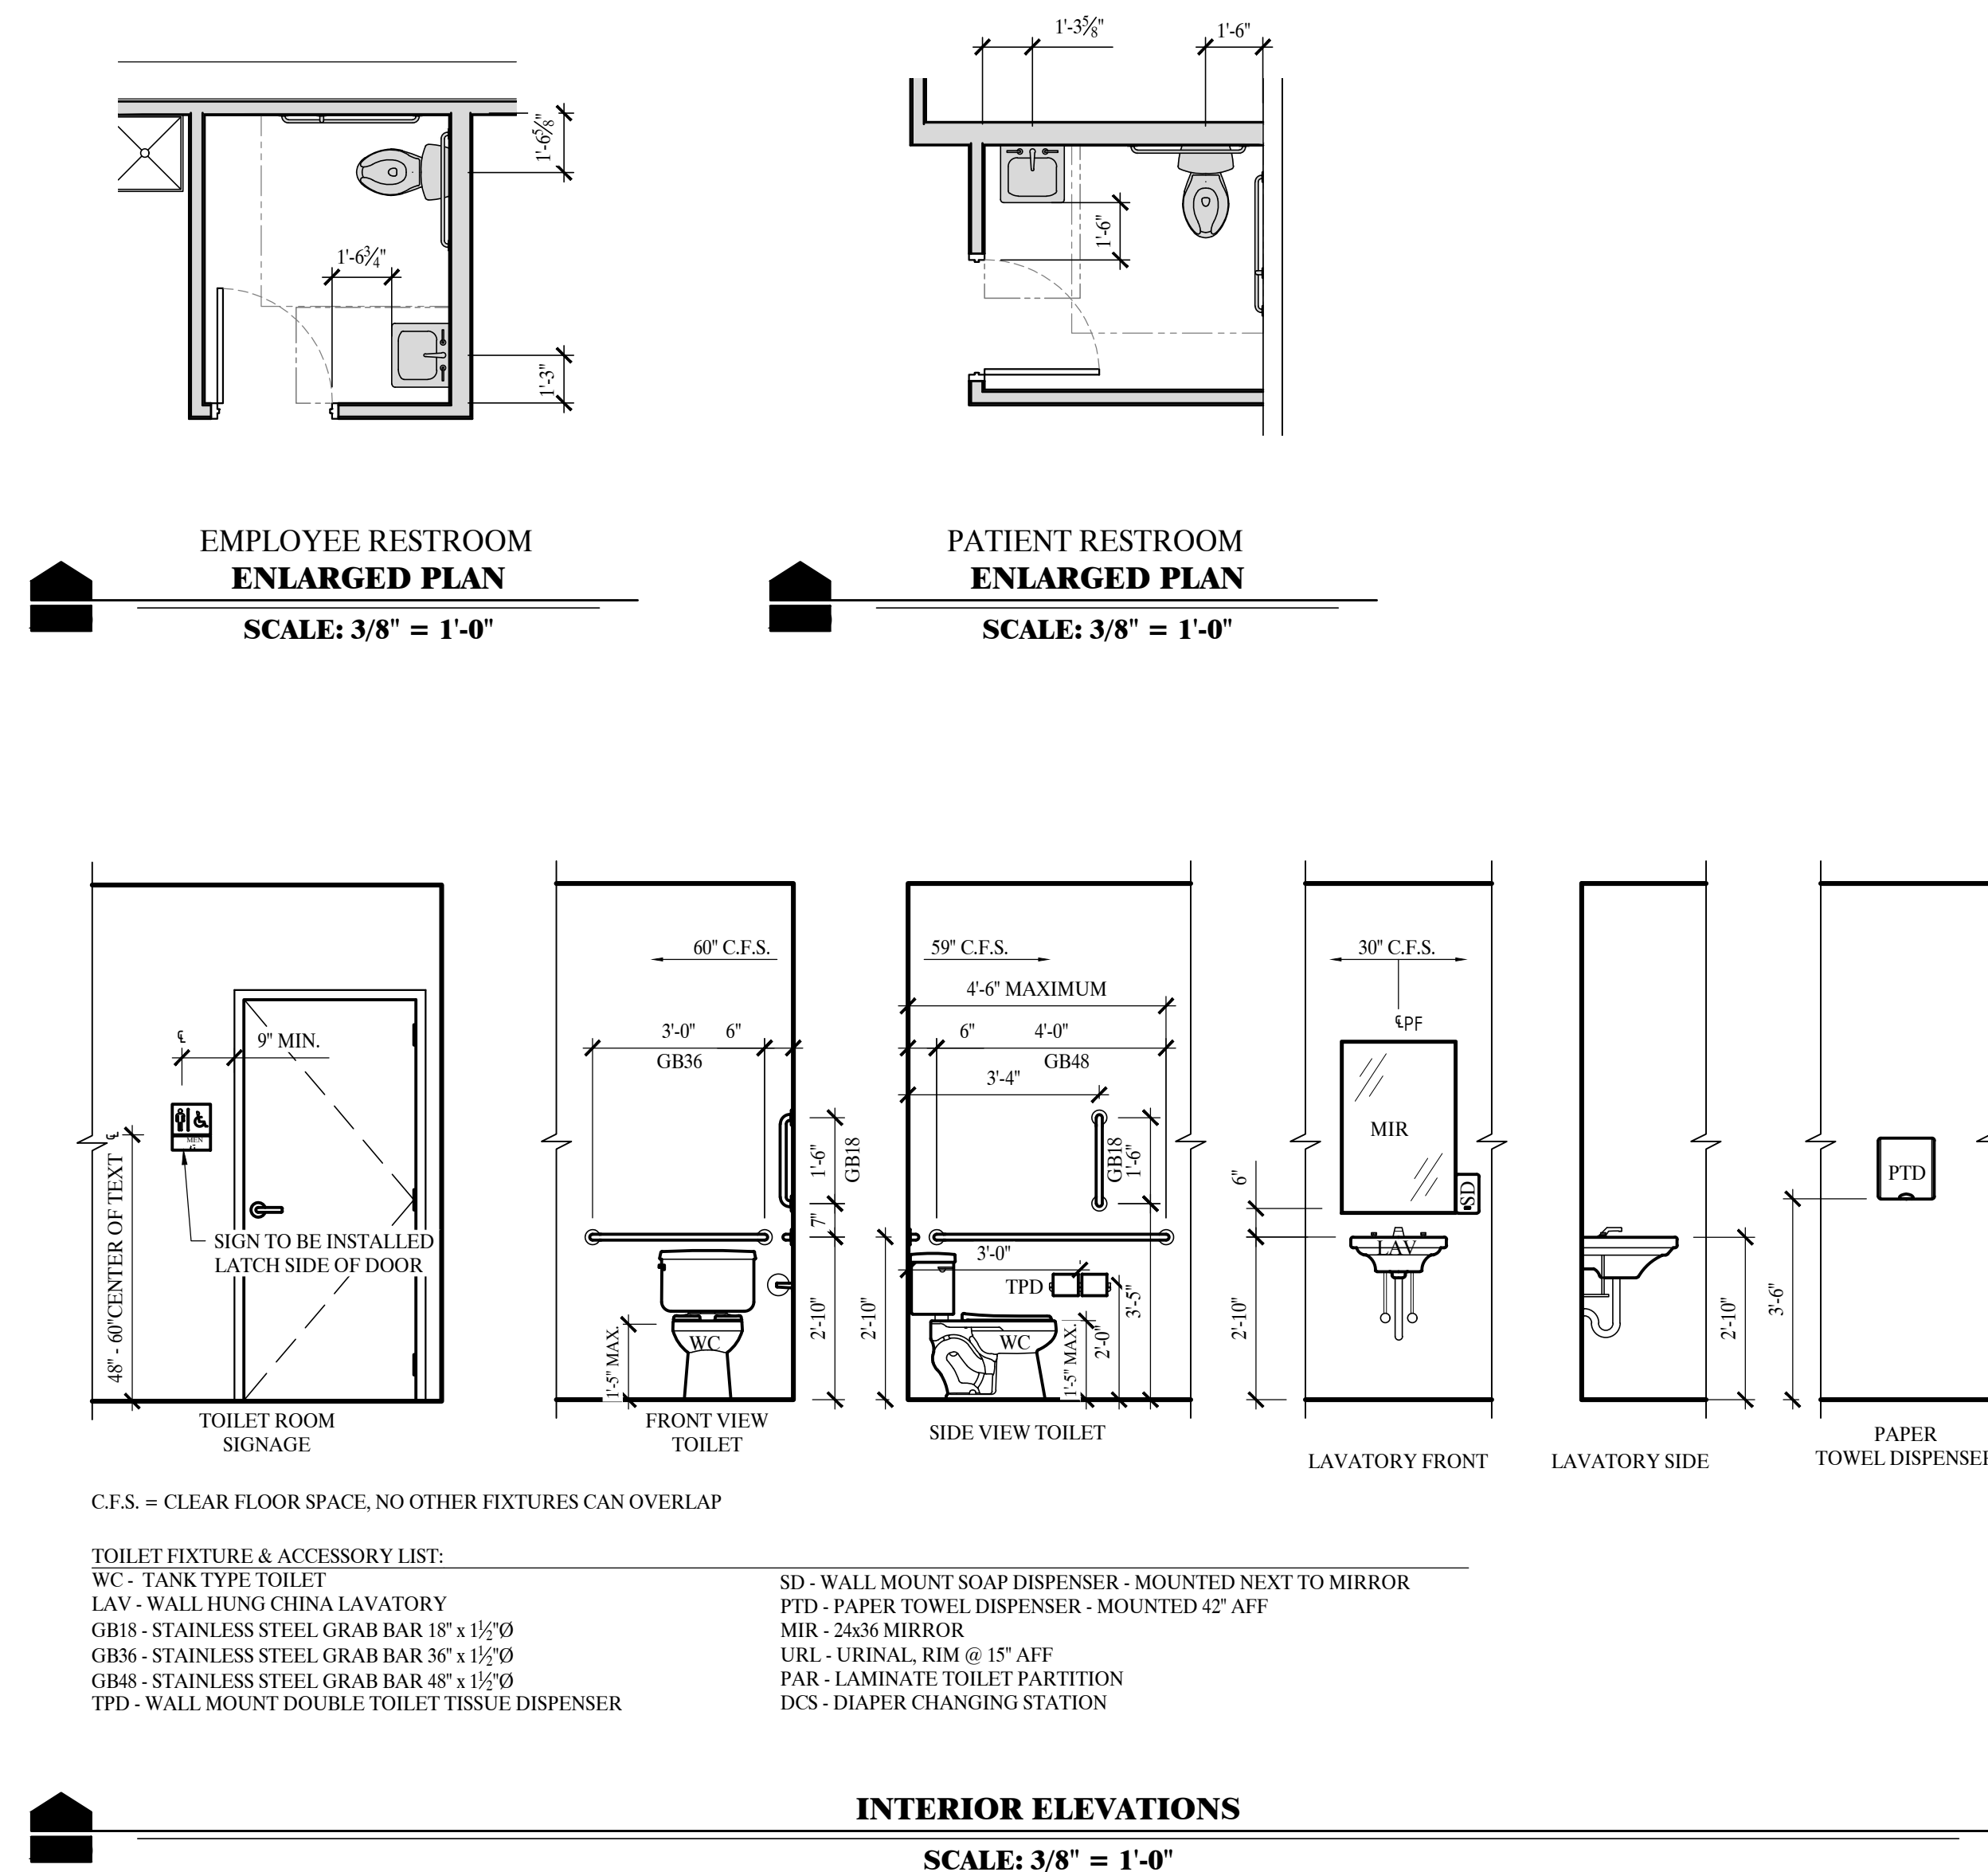 1'-3⅝"
1'-6"
1'-6⅝"
1'-6¾"
1'-3"
1'-6"
EMPLOYEE RESTROOM
ENLARGED PLAN
SCALE: 3/8" = 1'-0"
PATIENT RESTROOM
ENLARGED PLAN
SCALE: 3/8" = 1'-0"
℄
9" MIN.
MEN
℄
48" - 60"CENTER OF TEXT
SIGN TO BE INSTALLED
LATCH SIDE OF DOOR
TOILET ROOM
SIGNAGE
60" C.F.S.
3'-0" 6"
GB36
1'-6"
GB18
7"
2'-10"
1'-5" MAX.
WC
FRONT VIEW
TOILET
59" C.F.S.
4'-6" MAXIMUM
6" 4'-0"
GB48
3'-4"
GB18
1'-6"
3'-0"
TPD
2'-10"
WC
1'-5" MAX.
2'-0"
3'-5"
SIDE VIEW TOILET
30" C.F.S.
℄PF
MIR
SD
6"
LAV
2'-10"
LAVATORY FRONT
2'-10"
LAVATORY SIDE
PTD
3'-6"
PAPER
TOWEL DISPENSER
C.F.S. = CLEAR FLOOR SPACE, NO OTHER FIXTURES CAN OVERLAP
TOILET FIXTURE & ACCESSORY LIST:
WC - TANK TYPE TOILET
LAV - WALL HUNG CHINA LAVATORY
GB18 - STAINLESS STEEL GRAB BAR 18" x 1½"Ø
GB36 - STAINLESS STEEL GRAB BAR 36" x 1½"Ø
GB48 - STAINLESS STEEL GRAB BAR 48" x 1½"Ø
TPD - WALL MOUNT DOUBLE TOILET TISSUE DISPENSER
SD - WALL MOUNT SOAP DISPENSER - MOUNTED NEXT TO MIRROR
PTD - PAPER TOWEL DISPENSER - MOUNTED 42" AFF
MIR - 24x36 MIRROR
URL - URINAL, RIM @ 15" AFF
PAR - LAMINATE TOILET PARTITION
DCS - DIAPER CHANGING STATION
INTERIOR ELEVATIONS
SCALE: 3/8" = 1'-0"